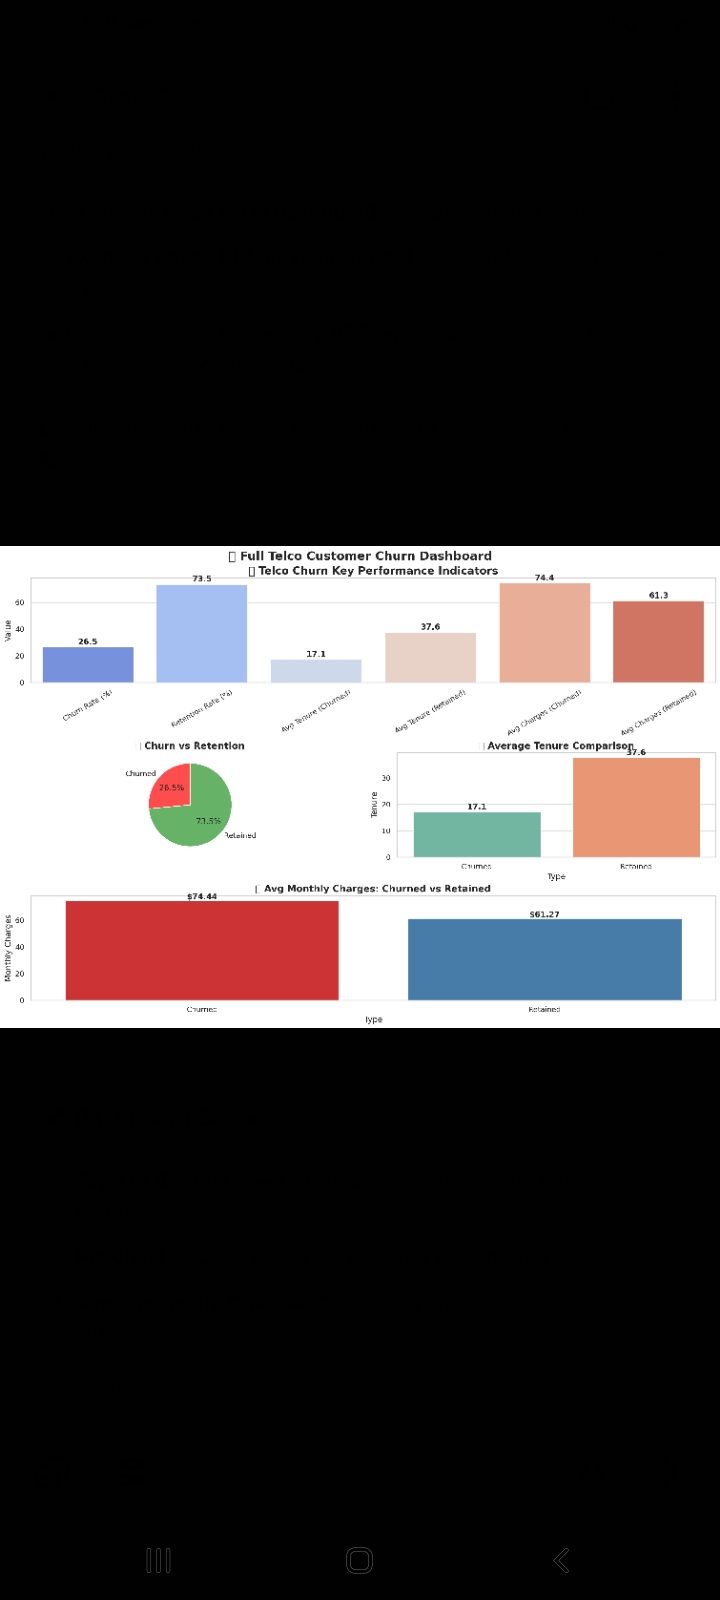 Full Telco Customer Churn Dashboard
Telco Churn Key Performance Indicators
Value
60
40
20
0
26.5
73.5
17.1
37.6
74.4
61.3
Churn Rate (%)
Retention Rate (%)
Avg Tenure (Churned)
Avg Tenure (Retained)
Avg Charges (Churned)
Avg Charges (Retained)
Churn vs Retention
Churned
26.5%
73.5%
Retained
Average Tenure Comparison
Tenure
30
20
10
0
17.1
37.6
Churned
Retained
Type
Avg Monthly Charges: Churned vs Retained
Monthly Charges
60
40
20
0
$74.44
$61.27
Churned
Retained
Type